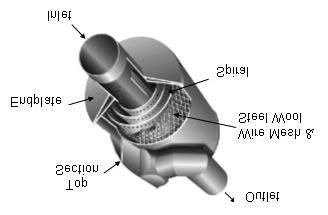 Outlet
Top
Section
Wire Mesh &
Steel Wool
Endplate
Spiral
Inlet